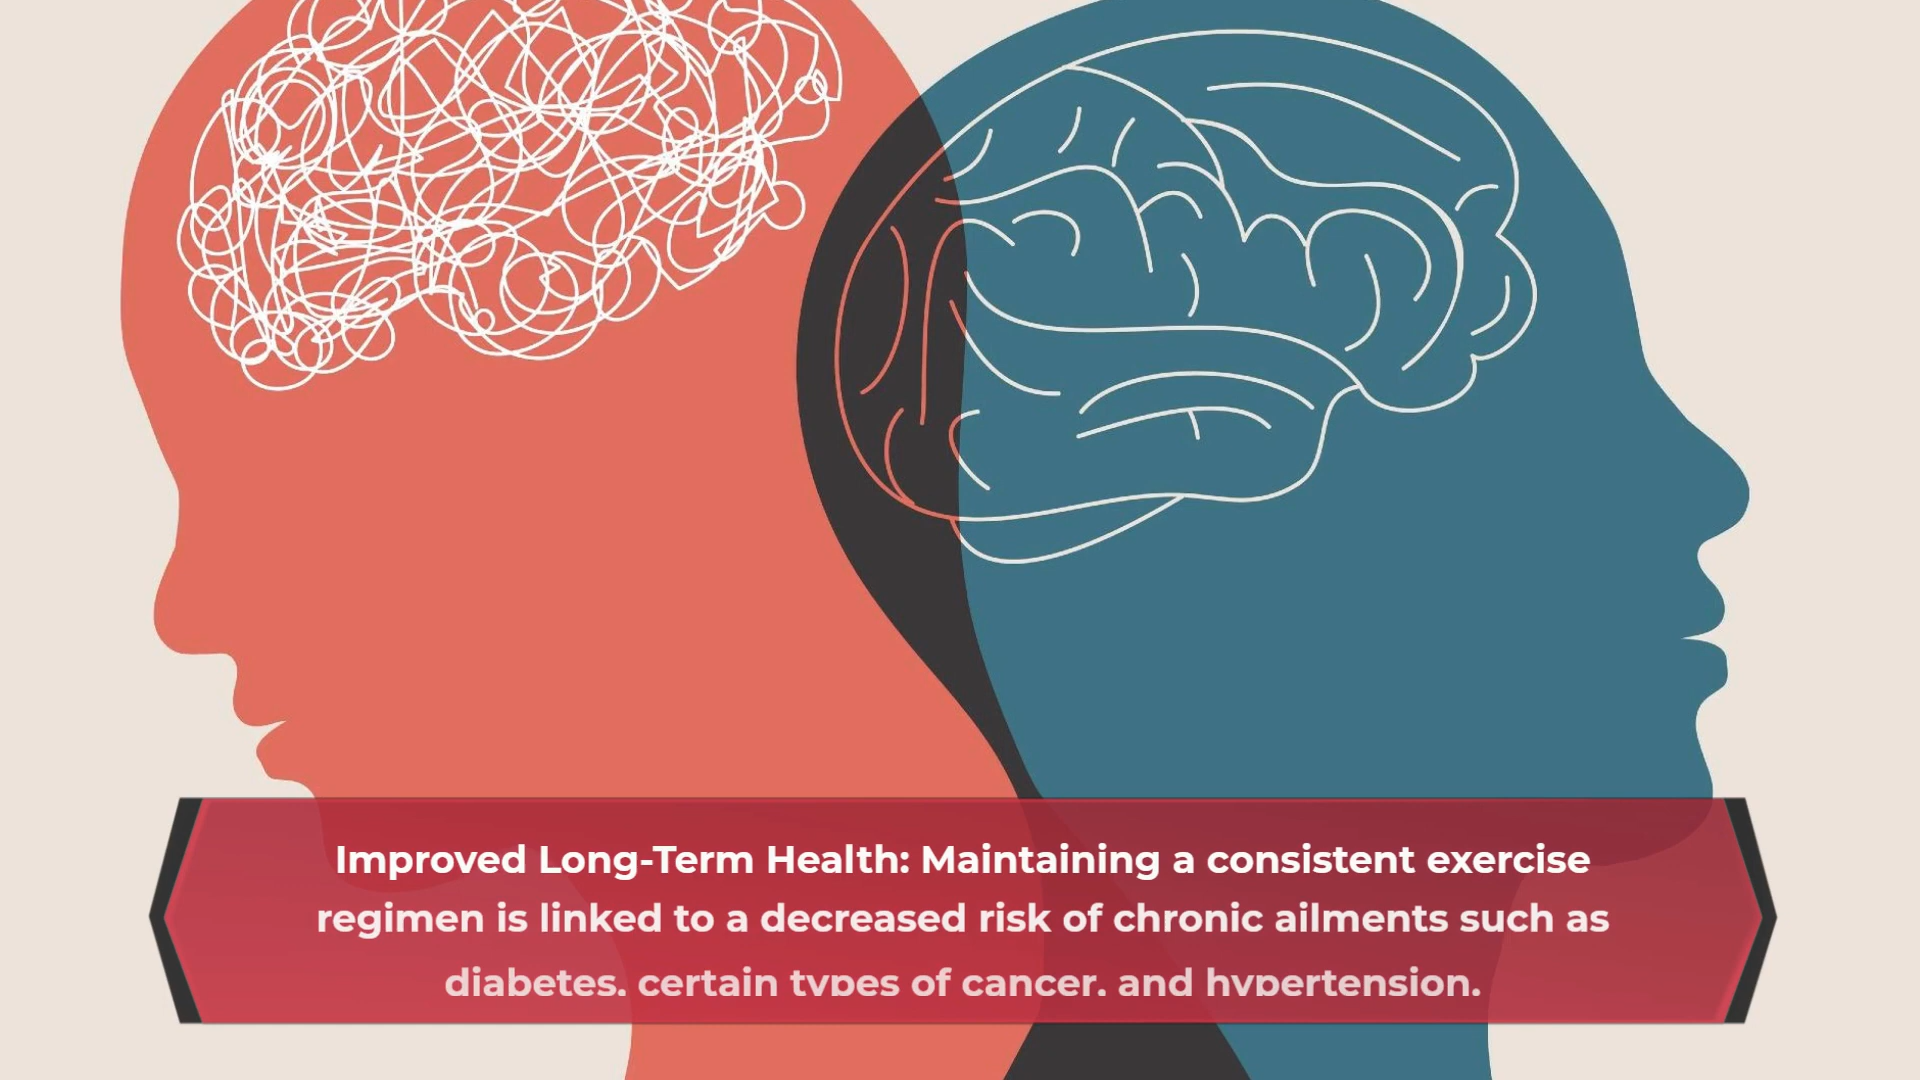 Improved Long-Term Health: Maintaining a consistent exercise
regimen is linked to a decreased risk of chronic ailments such as
diabetes, certain types of cancer, and hypertension.